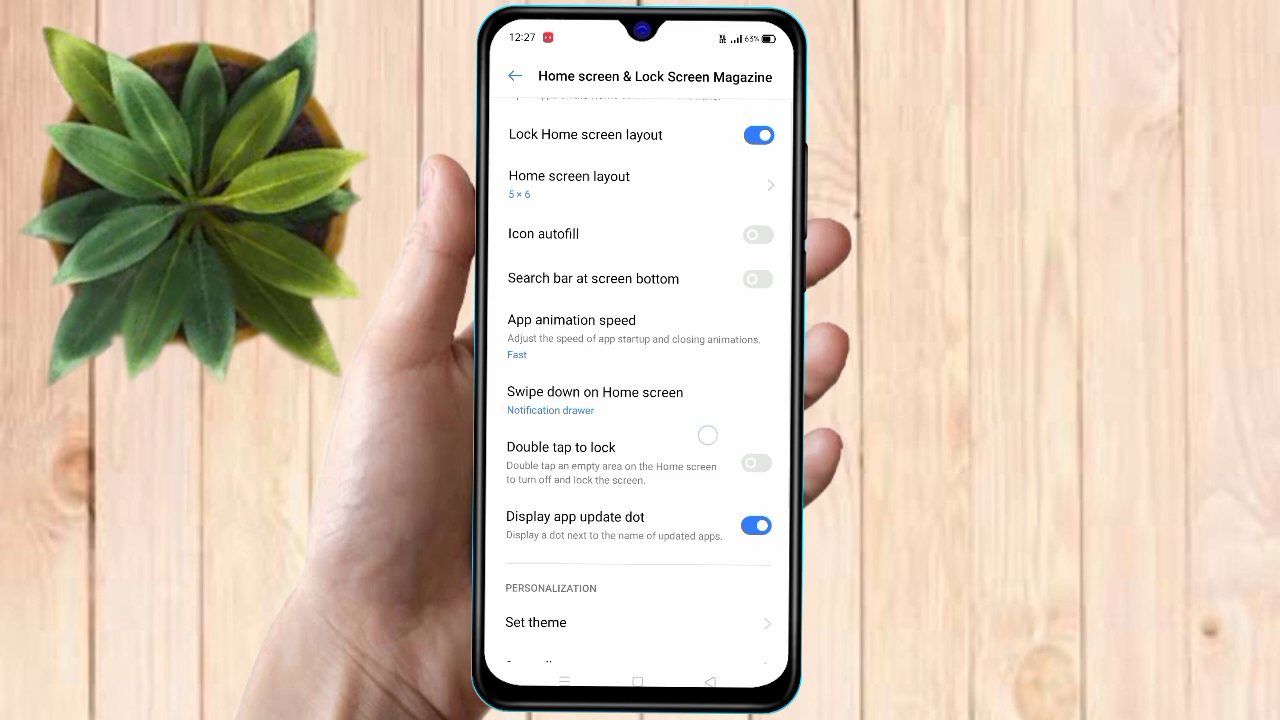 12:27
63%
Home screen & Lock Screen Magazine
Lock Home screen layout
Home screen layout
5 × 6
Icon autofill
Search bar at screen bottom
App animation speed
Adjust the speed of app startup and closing animations.
Fast
Swipe down on Home screen
Notification drawer
Double tap to lock
Double tap an empty area on the Home screen
to turn off and lock the screen.
Display app update dot
Display a dot next to the name of updated apps.
PERSONALIZATION
Set theme